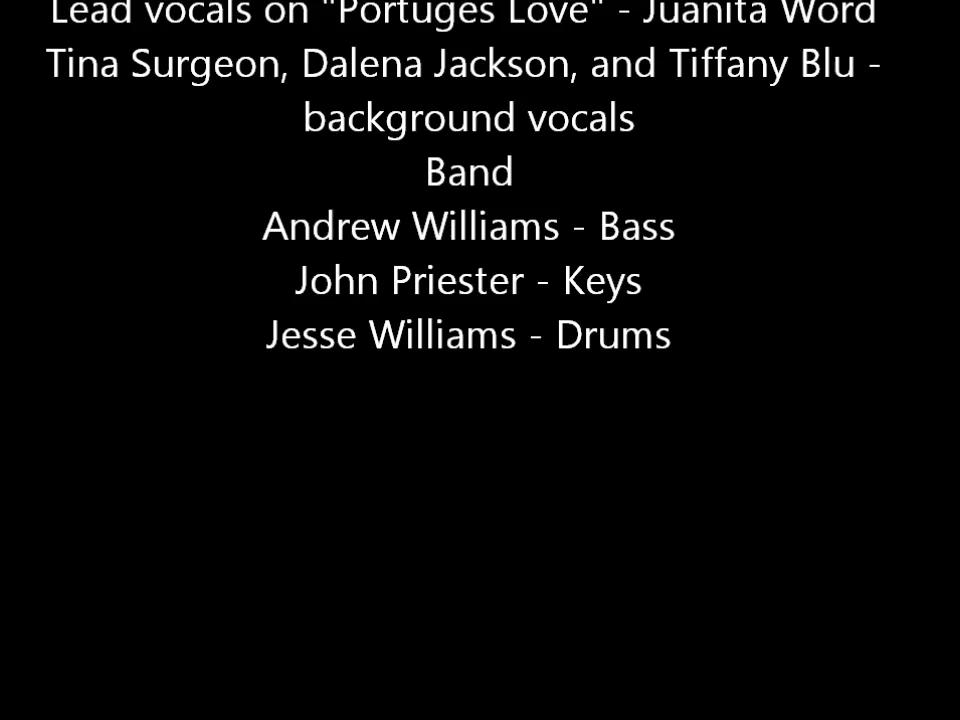 Lead vocals on "Portuges Love" - Juanita Word
Tina Surgeon, Dalena Jackson, and Tiffany Blu -
background vocals
Band
Andrew Williams - Bass
John Priester - Keys
Jesse Williams - Drums